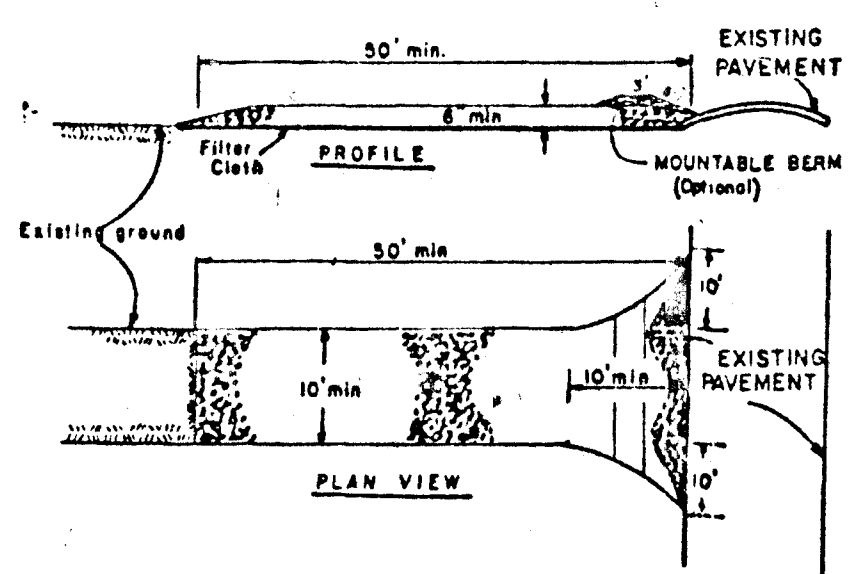 50' min.
EXISTING
PAVEMENT
3'
6" min
Filter
Cloth
PROFILE
MOUNTABLE BERM
(Optional)
Existing ground
50' min
10'
10' min
10' min
EXISTING
PAVEMENT
10'
PLAN VIEW